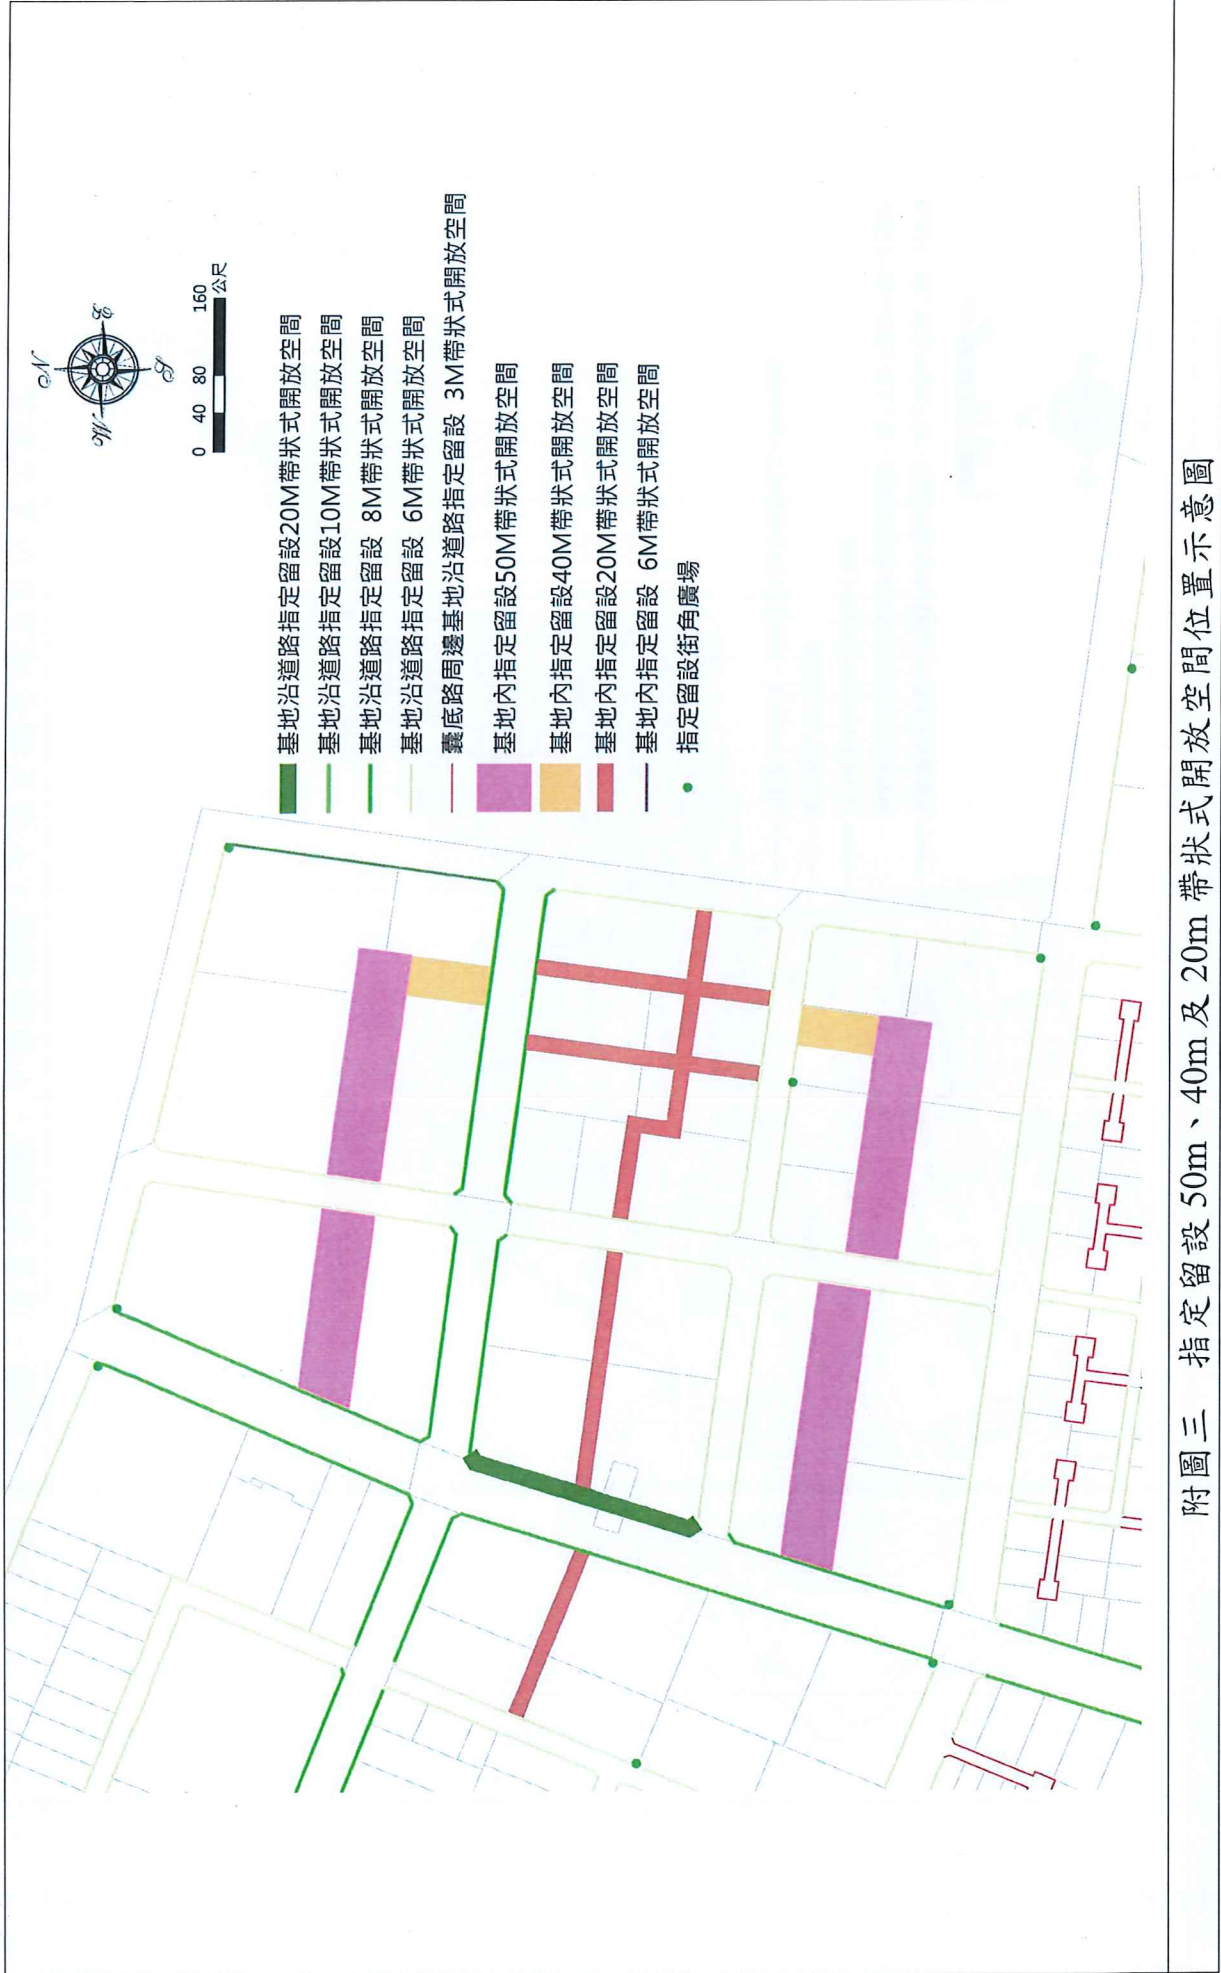 N
W
E
S
0 40 80 160
公尺
基地沿道路指定留設20M帶狀式開放空間
基地沿道路指定留設10M帶狀式開放空間
基地沿道路指定留設 8M帶狀式開放空間
基地沿道路指定留設 6M帶狀式開放空間
囊底路周邊基地沿道路指定留設 3M帶狀式開放空間
基地內指定留設50M帶狀式開放空間
基地內指定留設40M帶狀式開放空間
基地內指定留設20M帶狀式開放空間
基地內指定留設 6M帶狀式開放空間
指定留設街角廣場
附圖三 指定留設 50m、40m 及 20m 帶狀式開放空間位置示意圖